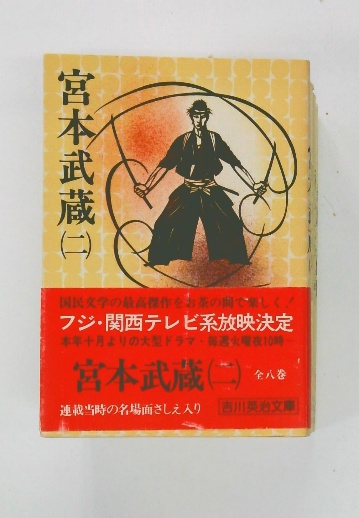 宮本武蔵(二)
国民文学の最高傑作をお茶の間で楽しく!
フジ・関西テレビ系放映決定
本年十月よりの大型ドラマ・毎週火曜夜10時〜
宮本武蔵(二)
全八巻
連載当時の名場面さしえ入り
吉川英治文庫